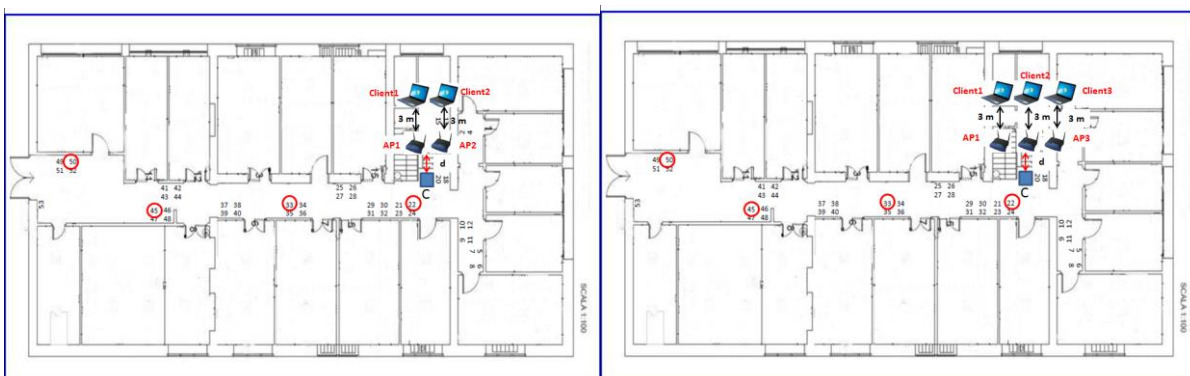 Client1
Client2
3 m
3 m
AP1
AP2
d
20
18
C
49 50
51 52
53
41 42
43 44
45 46
47 48
37 38
39 40
33 34
35 36
25 26
27 28
29 30
31 32
21 22
23 24
SCALA 1:100
Client2
Client1
Client3
3 m
3 m
3 m
AP1
AP3
d
20
18
C
49 50
51 52
53
41 42
43 44
45 46
47 48
37 38
39 40
33 34
35 36
25 26
27 28
29 30
31 32
21 22
23 24
SCALA 1:100